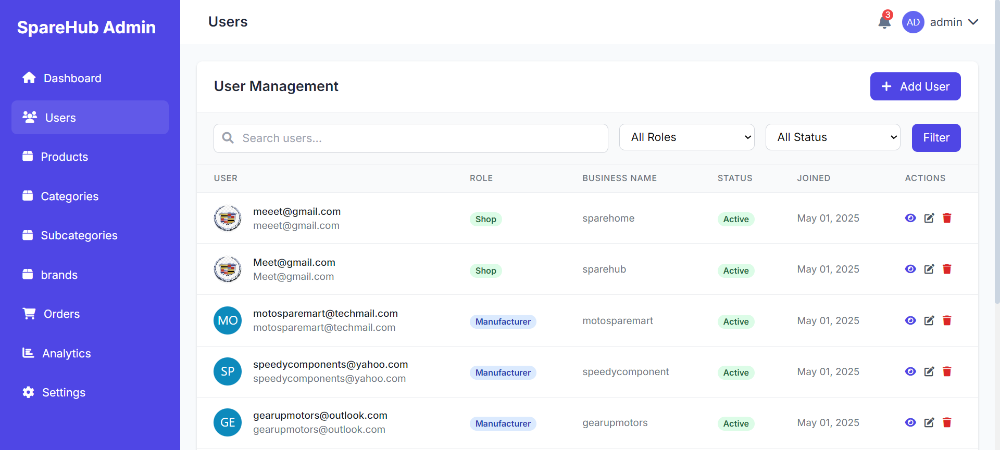 SpareHub Admin
Dashboard
Users
Products
Categories
Subcategories
brands
Orders
Analytics
Settings
Users
3
AD
admin
User Management
Add User
Search users...
All Roles
All Status
Filter
USER ROLE BUSINESS NAME STATUS JOINED ACTIONS
meeet@gmail.com
meeet@gmail.com
Shop
sparehome
Active
May 01, 2025
Meet@gmail.com
Meet@gmail.com
Shop
sparehub
Active
May 01, 2025
MO
motosparemart@techmail.com
motosparemart@techmail.com
Manufacturer
motosparemart
Active
May 01, 2025
SP
speedycomponents@yahoo.com
speedycomponents@yahoo.com
Manufacturer
speedycomponent
Active
May 01, 2025
GE
gearupmotors@outlook.com
gearupmotors@outlook.com
Manufacturer
gearupmotors
Active
May 01, 2025